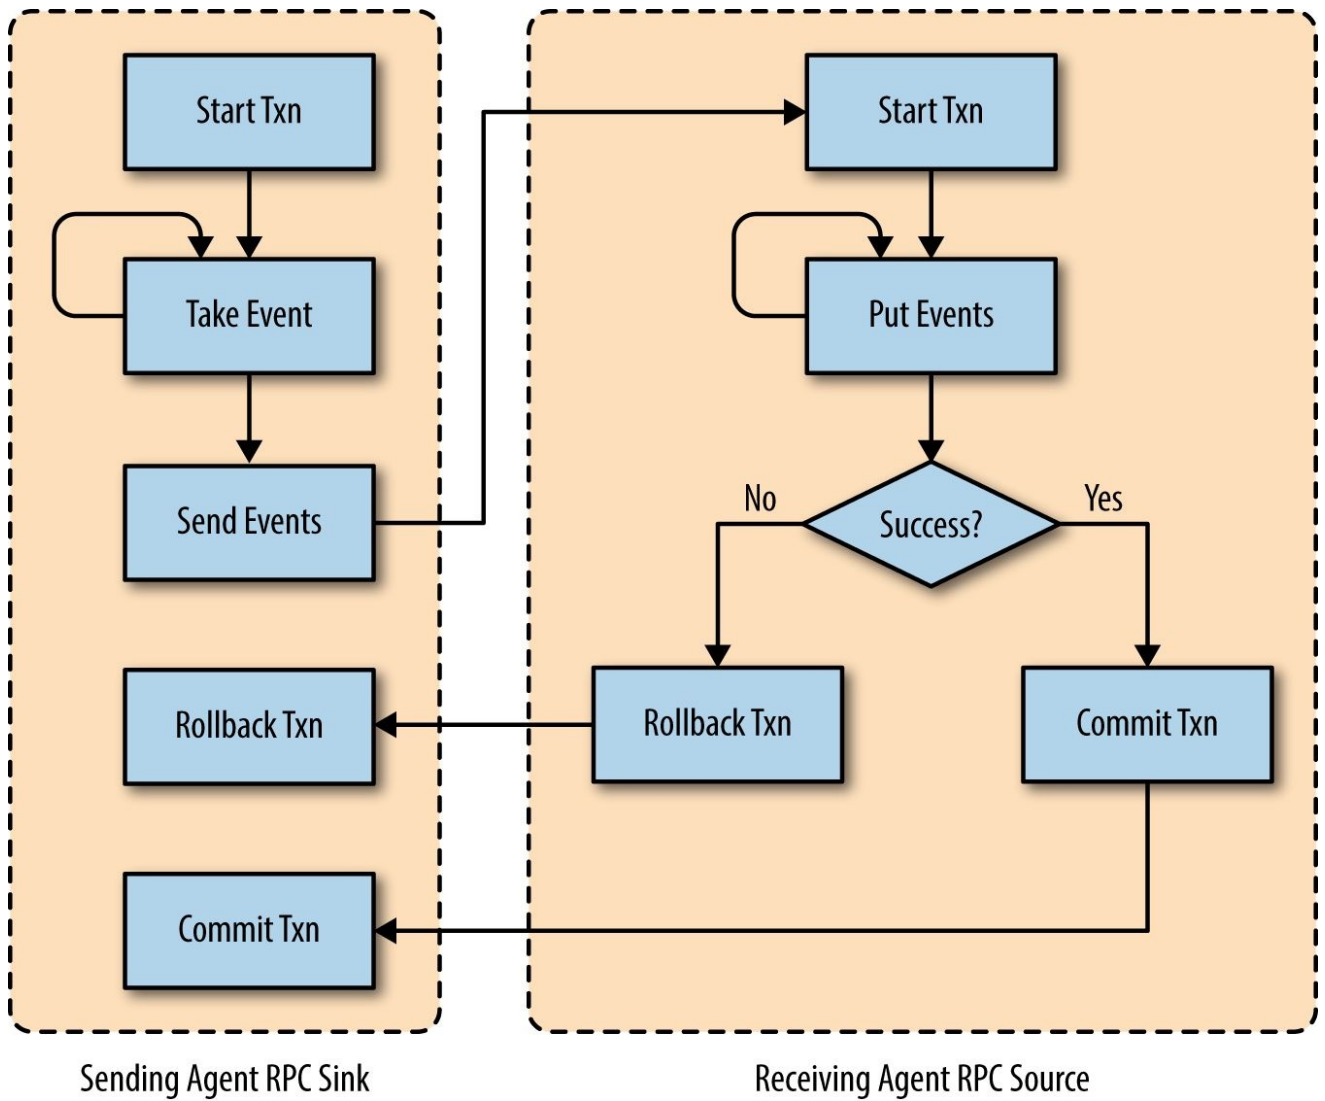 Start Txn
Take Event
Send Events
Rollback Txn
Commit Txn
Sending Agent RPC Sink
Start Txn
Put Events
No
Success?
Yes
Rollback Txn
Commit Txn
Receiving Agent RPC Source